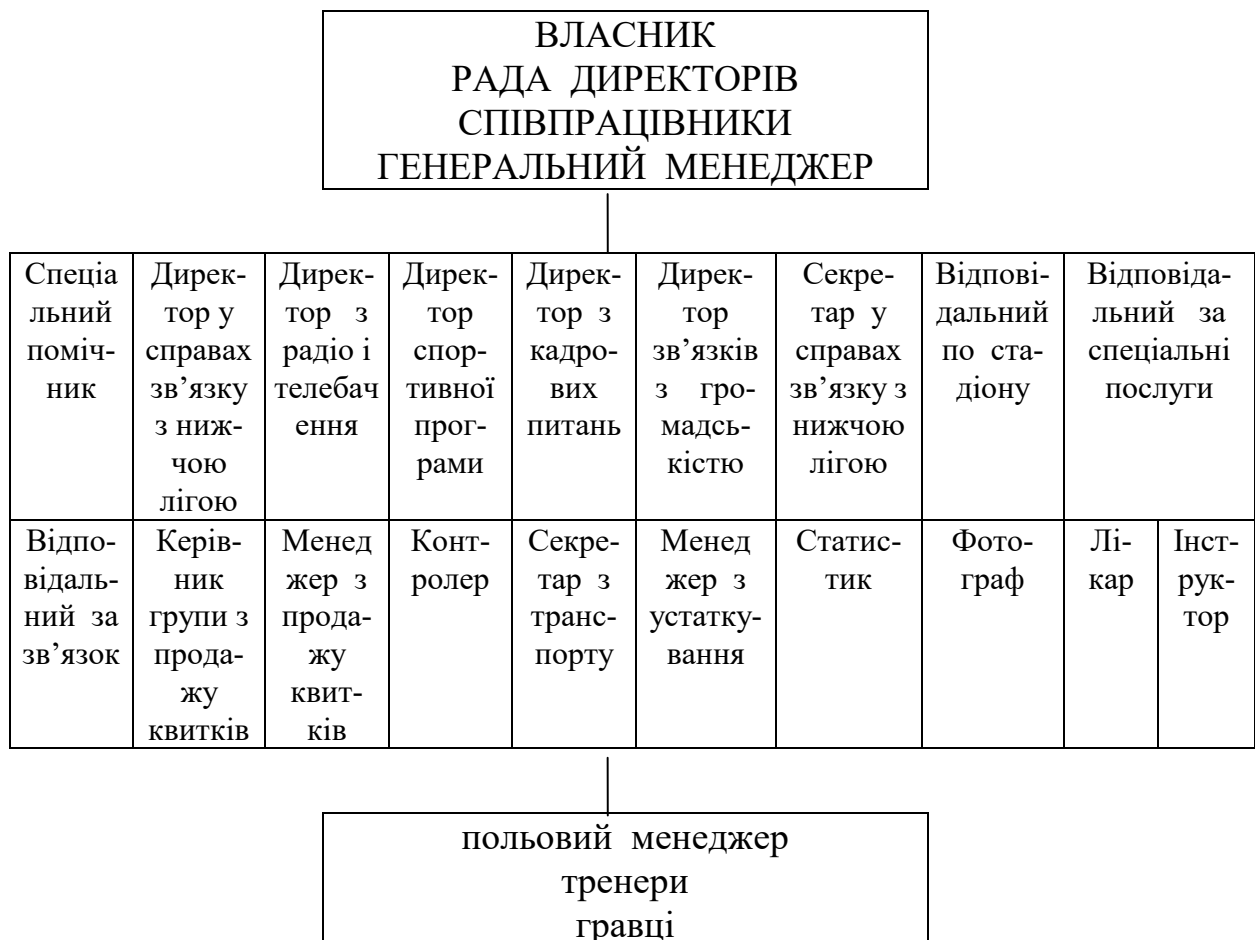 ВЛАСНИК
РАДА ДИРЕКТОРІВ
СПІВПРАЦІВНИКИ
ГЕНЕРАЛЬНИЙ МЕНЕДЖЕР
Спеціа
льний
поміч-
ник
Дирек-
тор у
справах
зв’язку
з ниж-
чою
лігою
Дирек-
тор з
радіо і
телебач
ення
Дирек-
тор
спор-
тивної
прог-
рами
Дирек-
тор з
кадро-
вих
питань
Дирек-
тор
зв’язків
з гро-
мадсь-
кістю
Секре-
тар у
справах
зв’язку з
нижчою
лігою
Відпові-
дальний
по ста-
діону
Відповіда-
льний за
спеціальні
послуги
Відпо-
відаль-
ний за
зв’язок
Керів-
ник
групи з
прода-
жу
квитків
Менед
жер з
прода-
жу
квит-
ків
Конт-
ролер
Секре-
тар з
транс-
порту
Менед
жер з
устатку-
вання
Статис-
тик
Фото-
граф
Лі-
кар
Інст-
рук-
тор
польовий менеджер
тренери
гравці